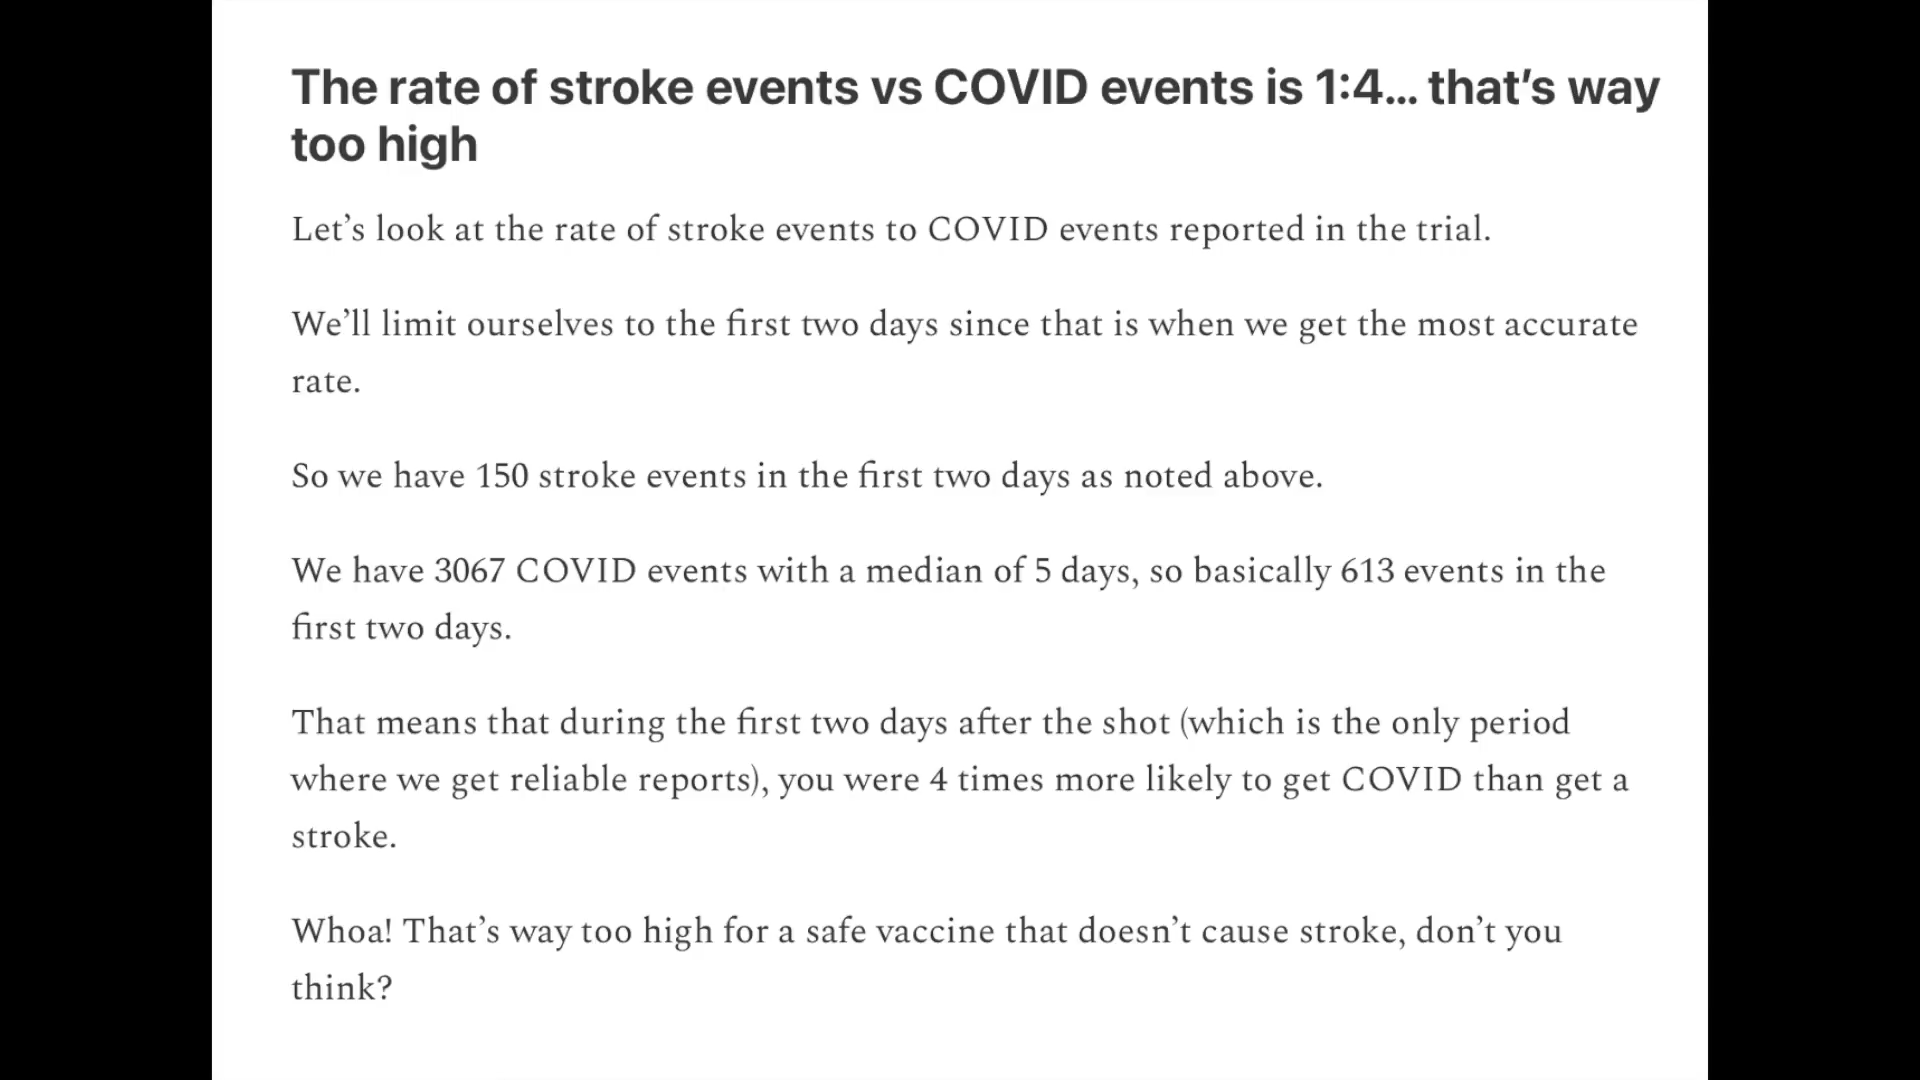 The rate of stroke events vs COVID events is 1:4... that's way
too high
Let's look at the rate of stroke events to COVID events reported in the trial.
We'll limit ourselves to the first two days since that is when we get the most accurate
rate.
So we have 150 stroke events in the first two days as noted above.
We have 3067 COVID events with a median of 5 days, so basically 613 events in the
first two days.
That means that during the first two days after the shot (which is the only period
where we get reliable reports), you were 4 times more likely to get COVID than get a
stroke.
Whoa! That's way too high for a safe vaccine that doesn't cause stroke, don't you
think?